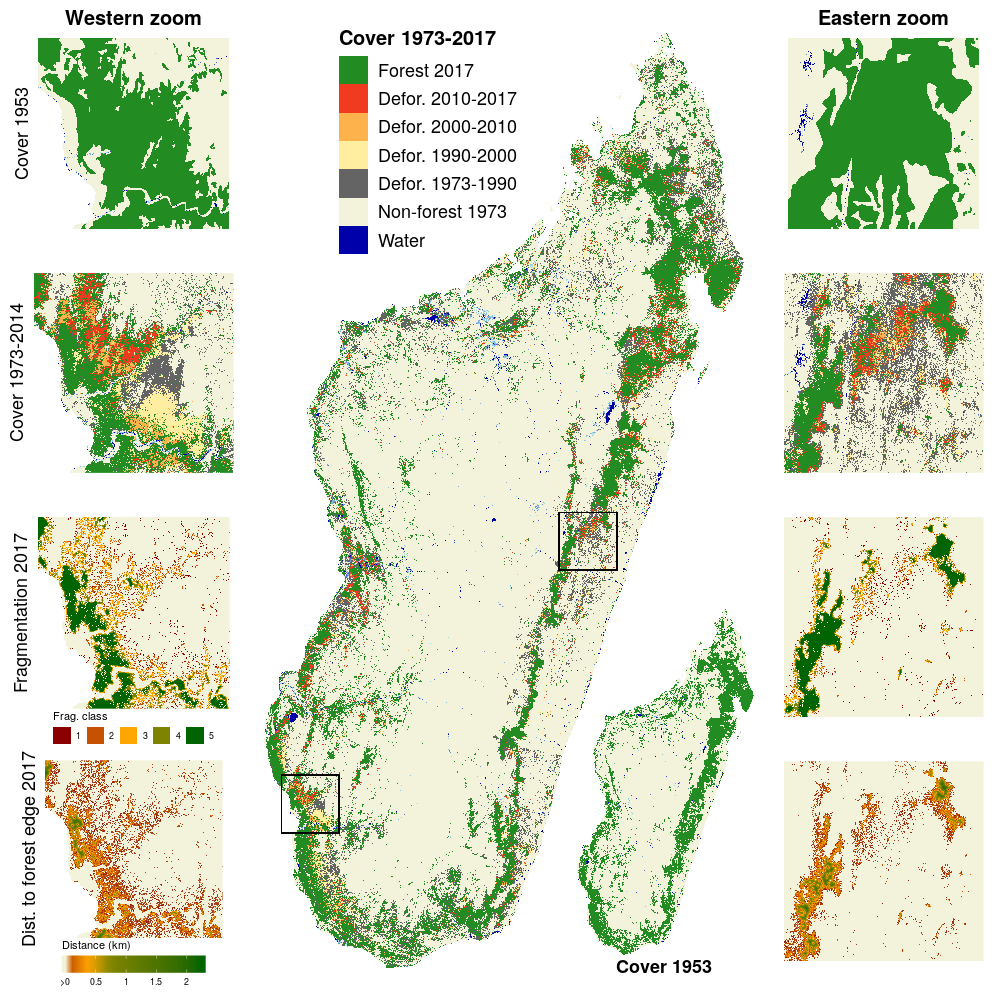 Western zoom
Eastern zoom
Cover 1973-2017
Forest 2017
Defor. 2010-2017
Defor. 2000-2010
Defor. 1990-2000
Defor. 1973-1990
Non-forest 1973
Water
Cover 1953
Cover 1973-2014
Fragmentation 2017
Frag. class
1 2 3 4 5
Dist. to forest edge 2017
Distance (km)
>0 0.5 1 1.5 2
Cover 1953